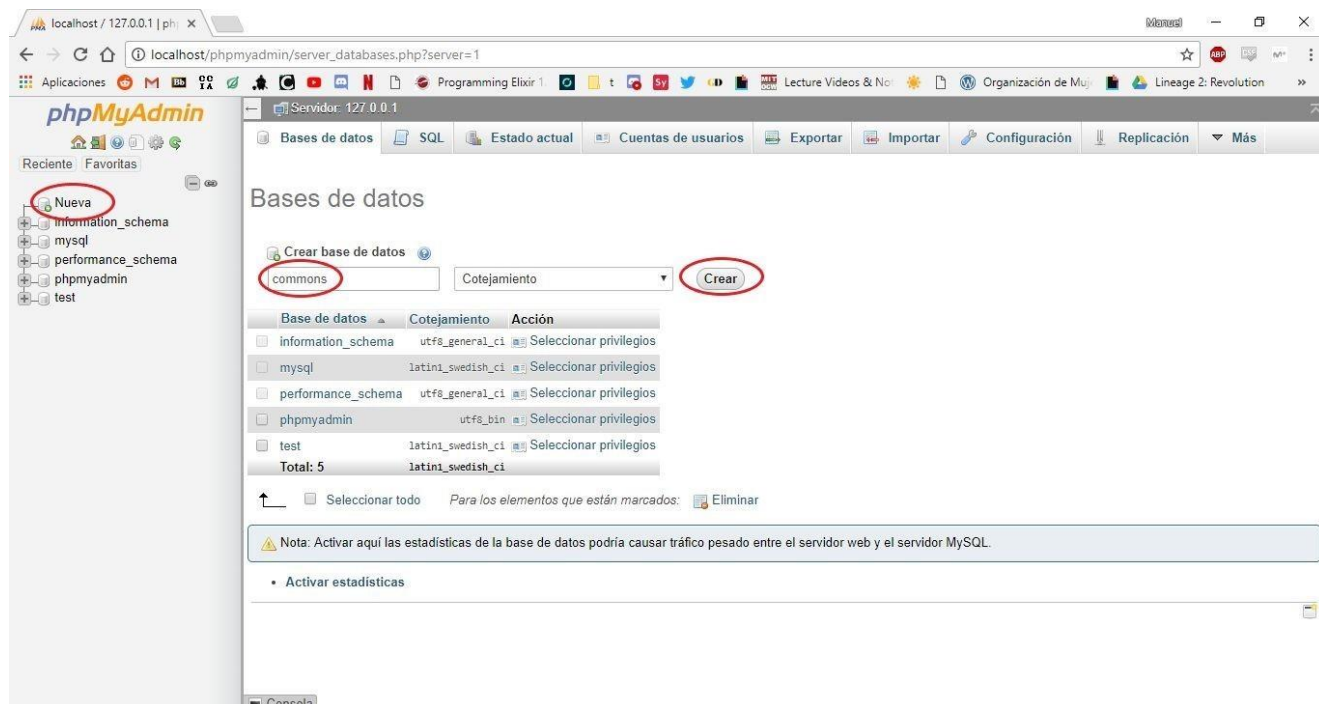 localhost / 127.0.0.1 | ph
Manuel
localhost/phpmyadmin/server_databases.php?server=1
ABP
Aplicaciones
Bb
Programming Elixir 1.
t
Sy
Lecture Videos & No
Organización de Muj
Lineage 2: Revolution
»
phpMyAdmin
Reciente
Favoritas
Nueva
information_schema
mysql
performance_schema
phpmyadmin
test
Servidor: 127.0.0.1
Bases de datos
SQL
Estado actual
Cuentas de usuarios
Exportar
Importar
Configuración
Replicación
Más
Bases de datos
Crear base de datos
commons
Cotejamiento
Crear
Base de datos Cotejamiento Acción
information_schema utf8_general_ci Seleccionar privilegios
mysql latin1_swedish_ci Seleccionar privilegios
performance_schema utf8_general_ci Seleccionar privilegios
phpmyadmin utf8_bin Seleccionar privilegios
test latin1_swedish_ci Seleccionar privilegios
Total: 5 latin1_swedish_ci
Seleccionar todo
Para los elementos que están marcados:
Eliminar
Nota: Activar aquí las estadísticas de la base de datos podría causar tráfico pesado entre el servidor web y el servidor MySQL.
• Activar estadísticas
Consola